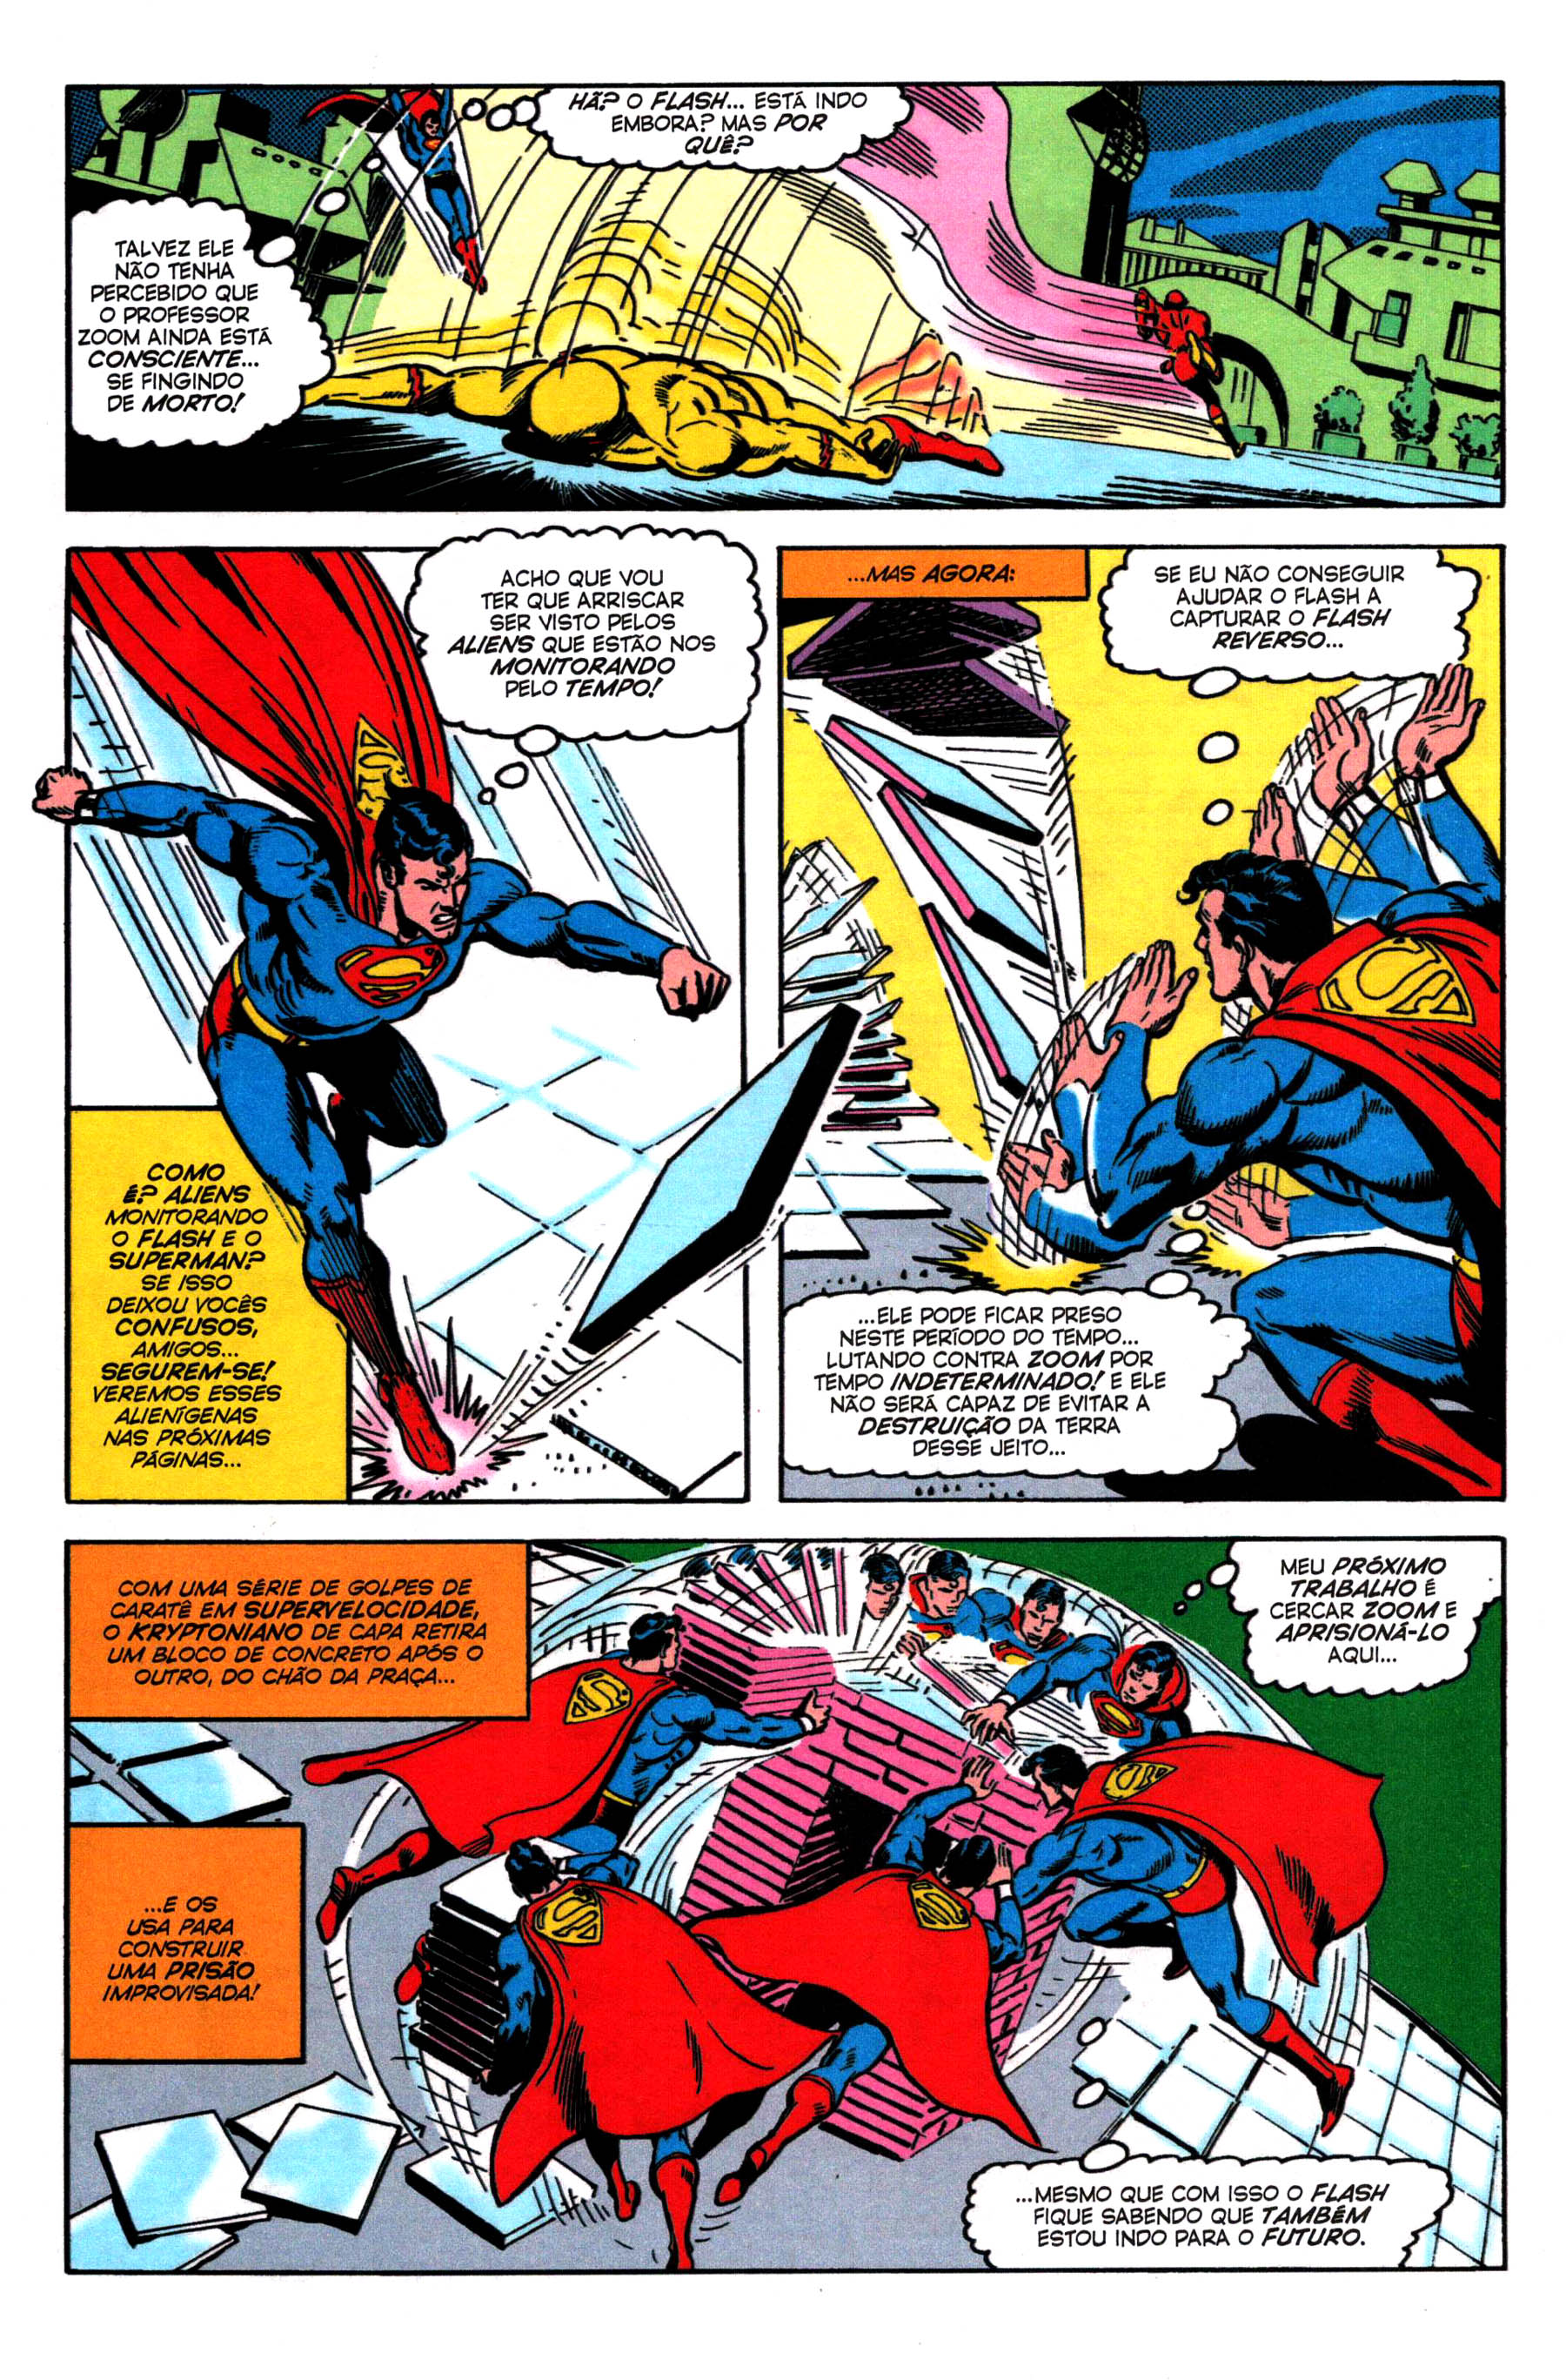 HÃ? O FLASH... ESTÁ INDO
EMBORA? MAS POR
QUÊ?
TALVEZ ELE
NÃO TENHA
PERCEBIDO QUE
O PROFESSOR
ZOOM AINDA ESTÁ
CONSCIENTE...
SE FINGINDO
DE MORTO!
ACHO QUE VOU
TER QUE ARRISCAR
SER VISTO PELOS
ALIENS QUE ESTÃO NOS
MONITORANDO
PELO TEMPO!
COMO
É? ALIENS
MONITORANDO
O FLASH E O
SUPERMAN?
SE ISSO
DEIXOU VOCÊS
CONFUSOS,
AMIGOS...
SEGUREM-SE!
VEREMOS ESSES
ALIENÍGENAS
NAS PRÓXIMAS
PÁGINAS...
...MAS AGORA:
SE EU NÃO CONSEGUIR
AJUDAR O FLASH A
CAPTURAR O FLASH
REVERSO...
...ELE PODE FICAR PRESO
NESTE PERÍODO DO TEMPO...
LUTANDO CONTRA ZOOM POR
TEMPO INDETERMINADO! E ELE
NÃO SERÁ CAPAZ DE EVITAR A
DESTRUIÇÃO DA TERRA
DESSE JEITO...
COM UMA SÉRIE DE GOLPES DE
CARATÊ EM SUPERVELOCIDADE,
O KRYPTONIANO DE CAPA RETIRA
UM BLOCO DE CONCRETO APÓS O
OUTRO, DO CHÃO DA PRAÇA...
MEU PRÓXIMO
TRABALHO É
CERCAR ZOOM E
APRISIONÁ-LO
AQUI...
...E OS
USA PARA
CONSTRUIR
UMA PRISÃO
IMPROVISADA!
...MESMO QUE COM ISSO O FLASH
FIQUE SABENDO QUE TAMBÉM
ESTOU INDO PARA O FUTURO.